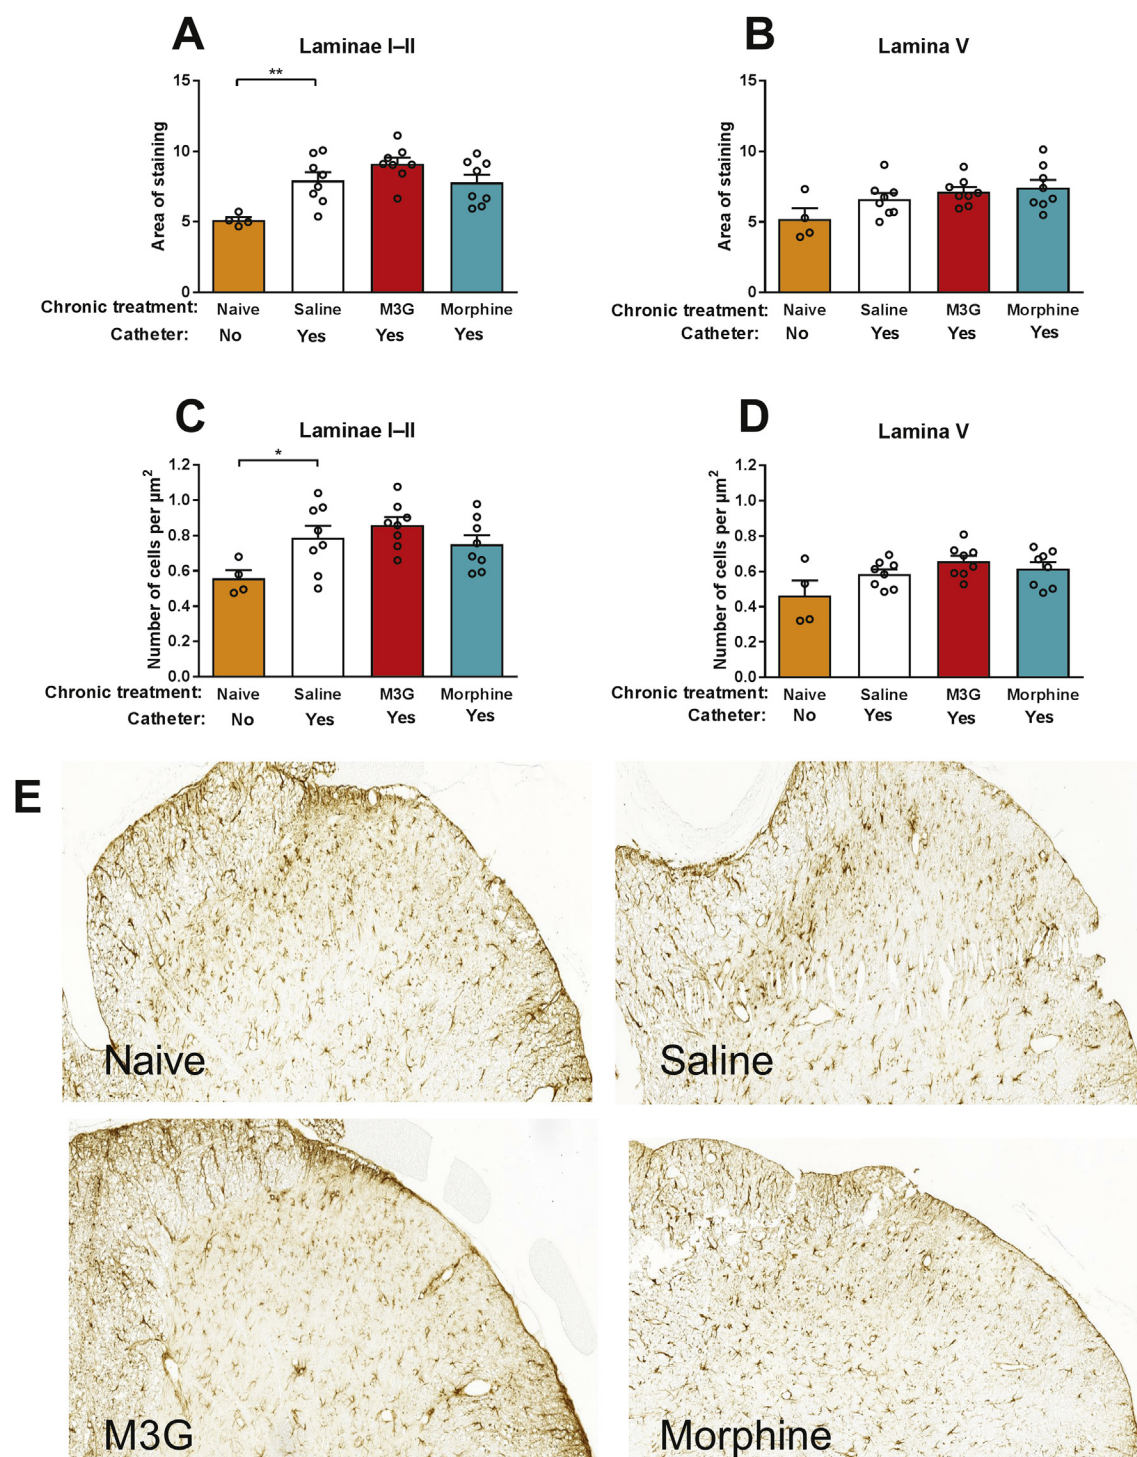 A
Laminae I–II
**
Area of staining
15
10
5
0
Chronic treatment: Naive Saline M3G Morphine
Catheter: No Yes Yes Yes
B
Lamina V
Area of staining
15
10
5
0
Chronic treatment: Naive Saline M3G Morphine
Catheter: No Yes Yes Yes
C
Laminae I–II
*
Number of cells per µm²
1.2
1.0
0.8
0.6
0.4
0.2
0.0
Chronic treatment: Naive Saline M3G Morphine
Catheter: No Yes Yes Yes
D
Lamina V
Number of cells per µm²
1.2
1.0
0.8
0.6
0.4
0.2
0.0
Chronic treatment: Naive Saline M3G Morphine
Catheter: No Yes Yes Yes
E
Naive
Saline
M3G
Morphine